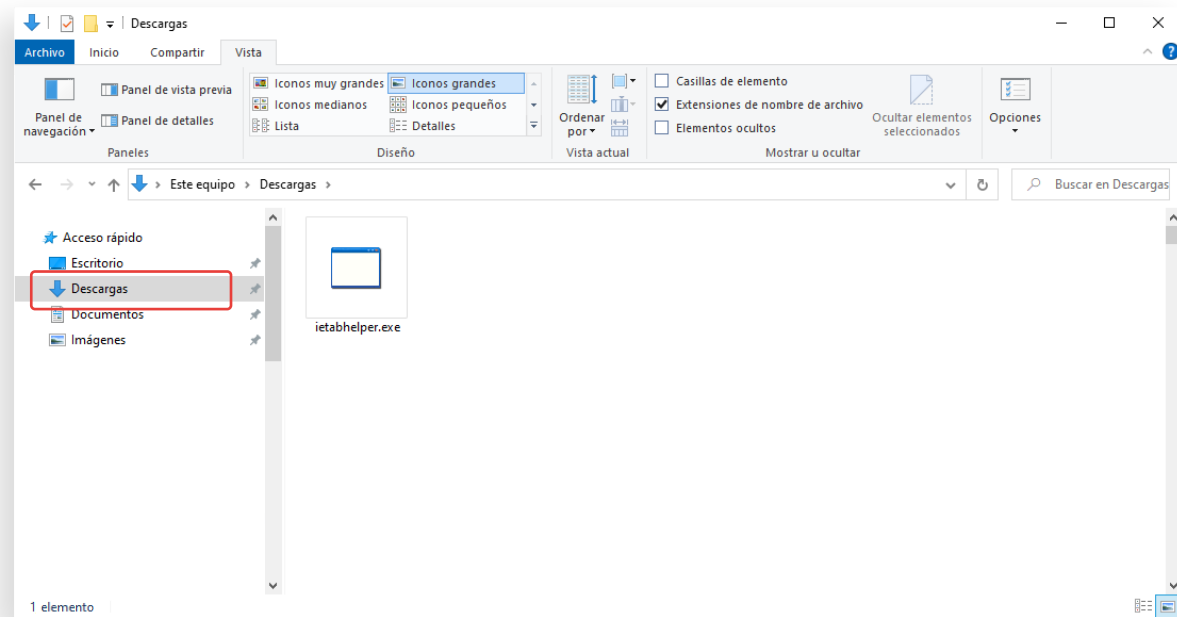 Descargas
Archivo Inicio Compartir Vista
Panel de navegación
Panel de vista previa
Panel de detalles
Paneles
Iconos muy grandes Iconos grandes
Iconos medianos Iconos pequeños
Lista Detalles
Diseño
Ordenar por
Vista actual
Casillas de elemento
Extensiones de nombre de archivo
Elementos ocultos
Ocultar elementos seleccionados
Mostrar u ocultar
Opciones
Este equipo > Descargas >
Buscar en Descargas
Acceso rápido
Escritorio
Descargas
Documentos
Imágenes
ietabhelper.exe
1 elemento